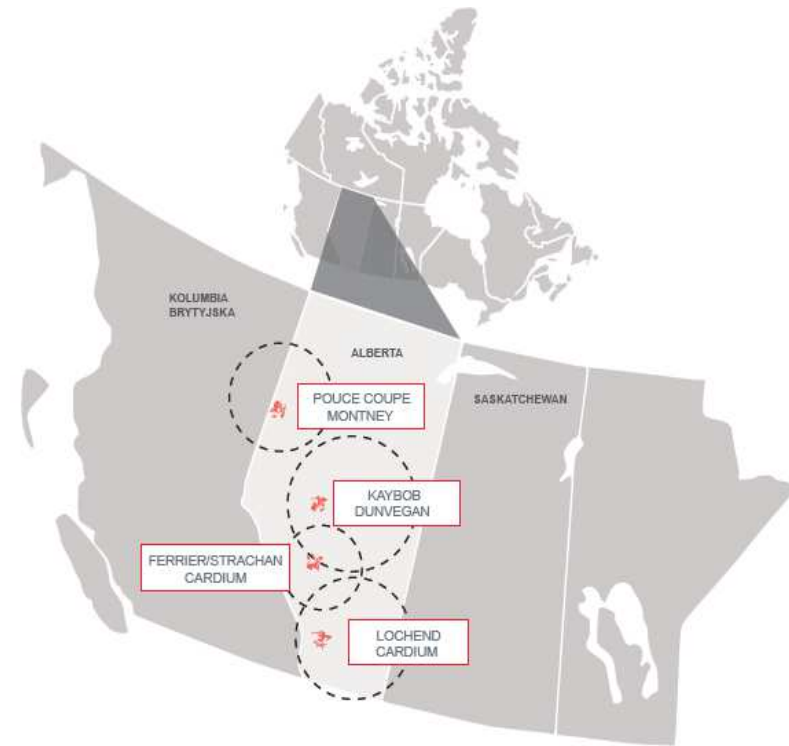 KOLUMBIA
BRYTYJSKA
ALBERTA
SASKATCHEWAN
POUCE COUPE
MONTNEY
KAYBOB
DUNVEGAN
FERRIER/STRACHAN
CARDIUM
LOCHEND
CARDIUM